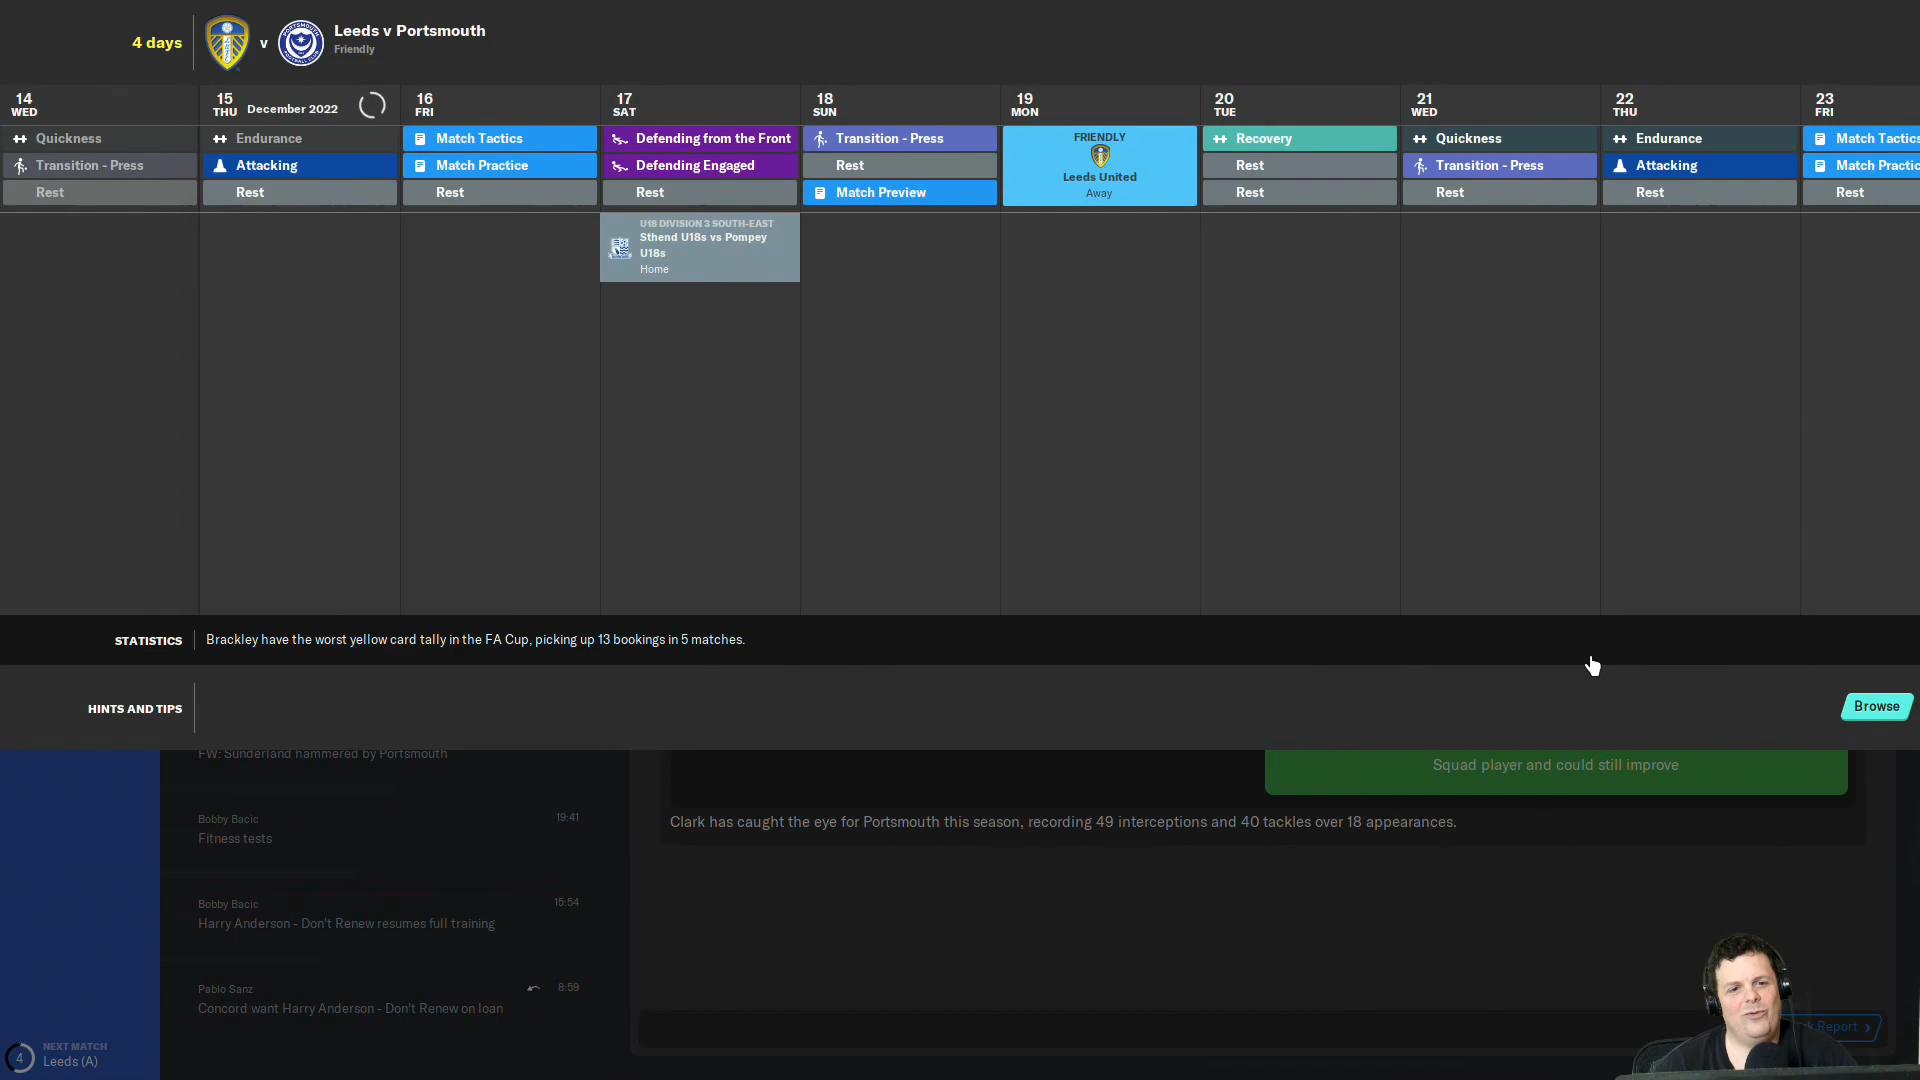 4 days
v
Leeds v Portsmouth
Friendly
14
WED
15
THU
December 2022
16
FRI
17
SAT
18
SUN
19
MON
20
TUE
21
WED
22
THU
23
FRI
Quickness
Transition - Press
Rest
Endurance
Attacking
Rest
Match Tactics
Match Practice
Rest
Defending from the Front
Defending Engaged
Rest
Transition - Press
Rest
Match Preview
FRIENDLY
Leeds United
Away
Recovery
Rest
Rest
Quickness
Transition - Press
Rest
Endurance
Attacking
Rest
Match Tactics
Match Practic
Rest
U18 DIVISION 3 SOUTH-EAST
Sthend U18s vs Pompey
U18s
Home
STATISTICS
Brackley have the worst yellow card tally in the FA Cup, picking up 13 bookings in 5 matches.
HINTS AND TIPS
Browse
FW: Sunderland hammered by Portsmouth
Squad player and could still improve
Bobby Bacic
19:41
Fitness tests
Clark has caught the eye for Portsmouth this season, recording 49 interceptions and 40 tackles over 18 appearances.
Bobby Bacic
15:54
Harry Anderson - Don't Renew resumes full training
Pablo Sanz
8:59
Concord want Harry Anderson - Don't Renew on loan
Report
4
NEXT MATCH
Leeds (A)